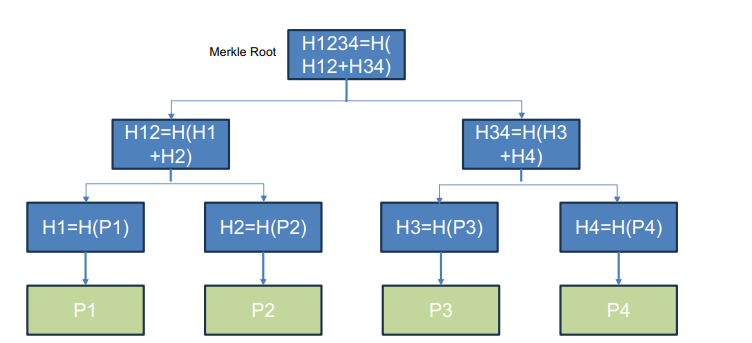 Merkle Root
H1234=H(
H12+H34)
H12=H(H1
+H2)
H34=H(H3
+H4)
H1=H(P1)
H2=H(P2)
H3=H(P3)
H4=H(P4)
P1
P2
P3
P4